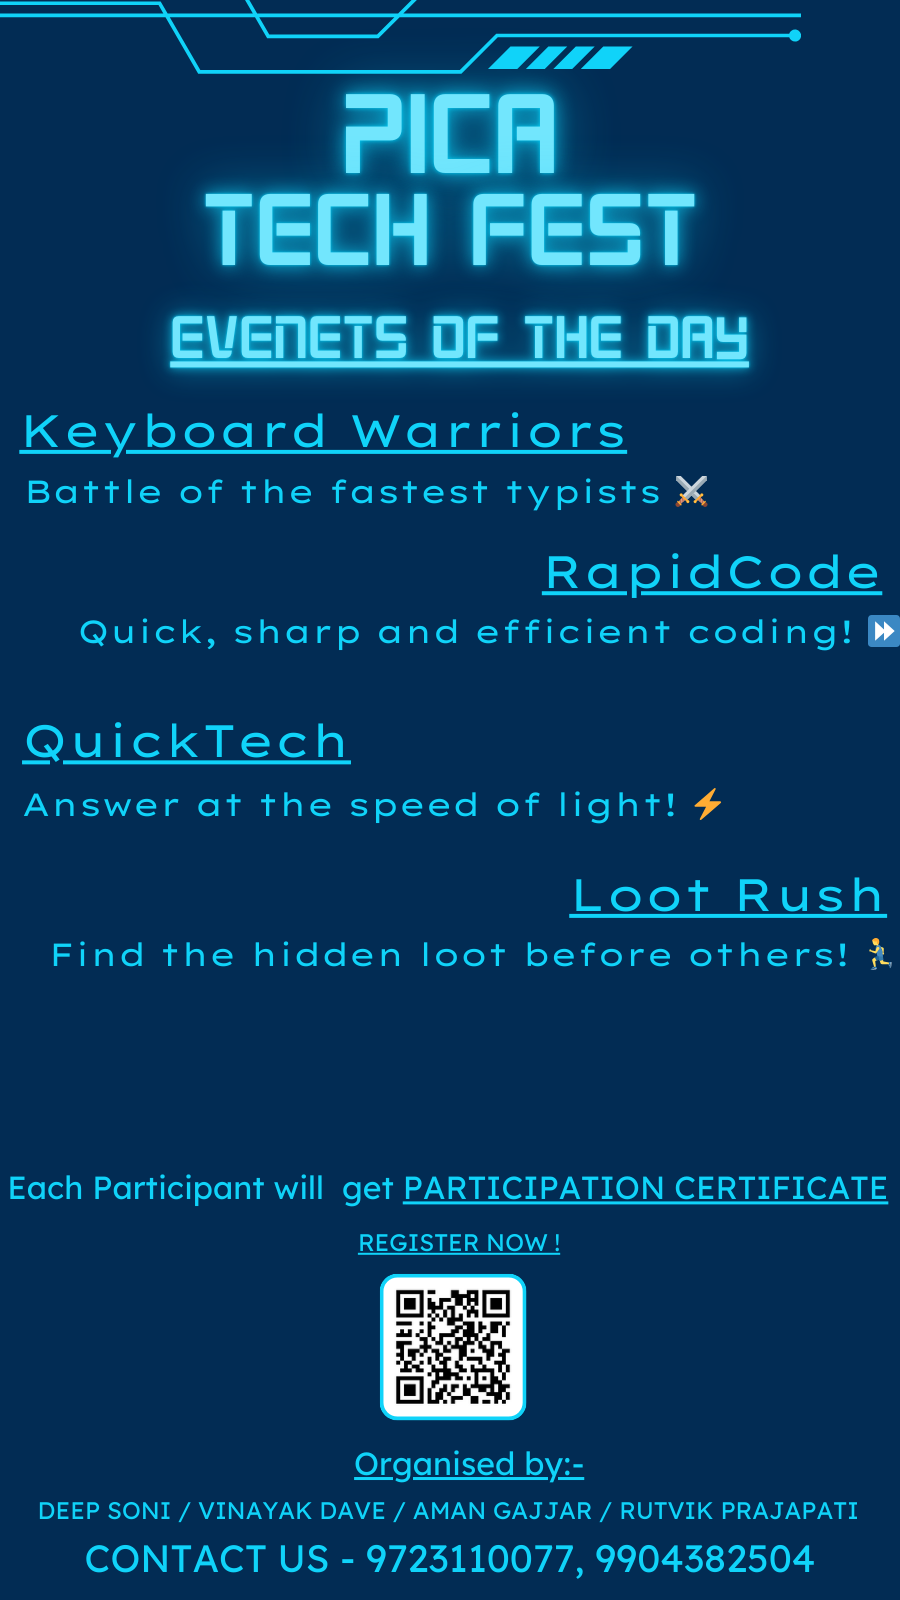 PICA
TECH FEST
EVENETS OF THE DAY
Keyboard Warriors
Battle of the fastest typists ⚔️
RapidCode
Quick, sharp and efficient coding! ⏩
QuickTech
Answer at the speed of light! ⚡
Loot Rush
Find the hidden loot before others! 🏃‍♂️
Each Participant will get PARTICIPATION CERTIFICATE
REGISTER NOW !
Organised by:-
DEEP SONI / VINAYAK DAVE / AMAN GAJJAR / RUTVIK PRAJAPATI
CONTACT US - 9723110077, 9904382504